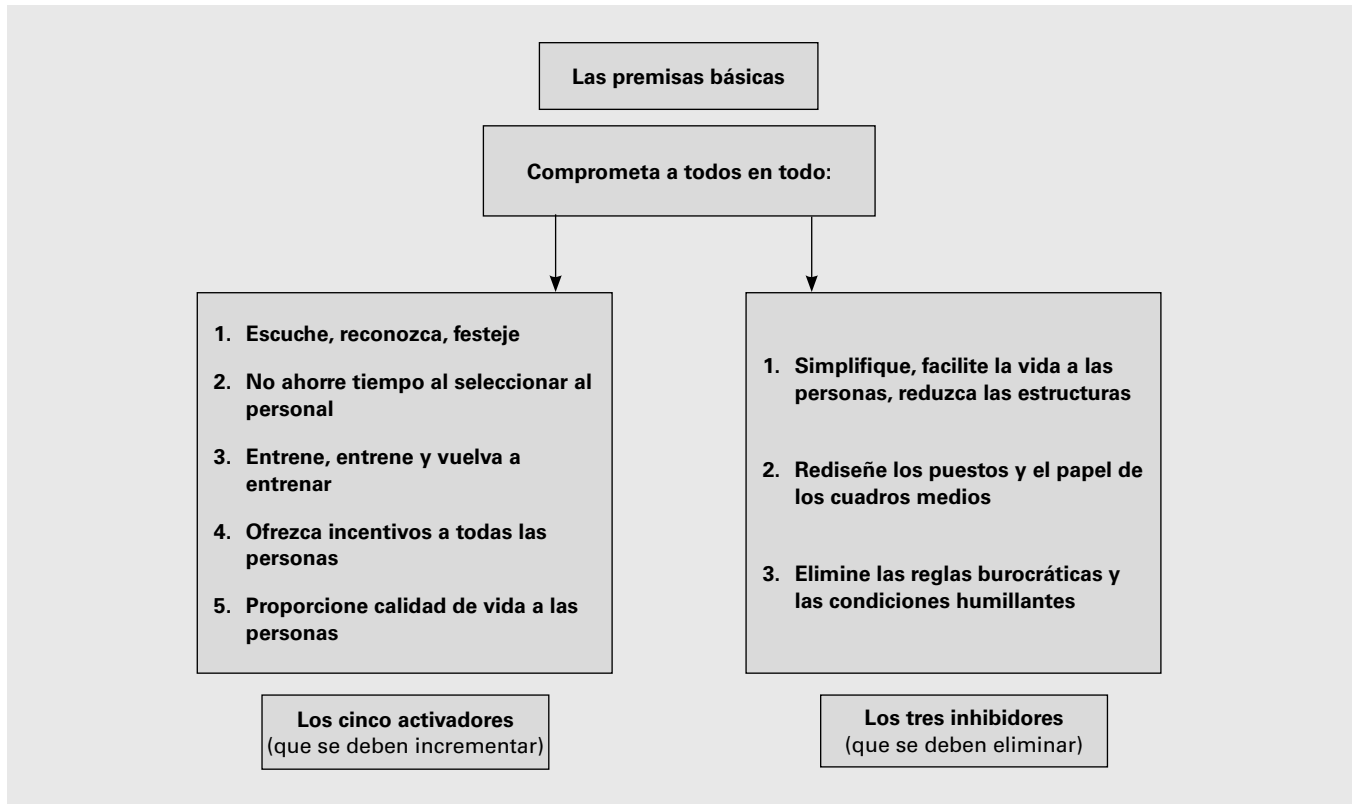 Las premisas básicas
Comprometa a todos en todo:
1. Escuche, reconozca, festeje
2. No ahorre tiempo al seleccionar al
personal
3. Entrene, entrene y vuelva a
entrenar
4. Ofrezca incentivos a todas las
personas
5. Proporcione calidad de vida a las
personas
Los cinco activadores
(que se deben incrementar)
1. Simplifique, facilite la vida a las
personas, reduzca las estructuras
2. Rediseñe los puestos y el papel de
los cuadros medios
3. Elimine las reglas burocráticas y
las condiciones humillantes
Los tres inhibidores
(que se deben eliminar)